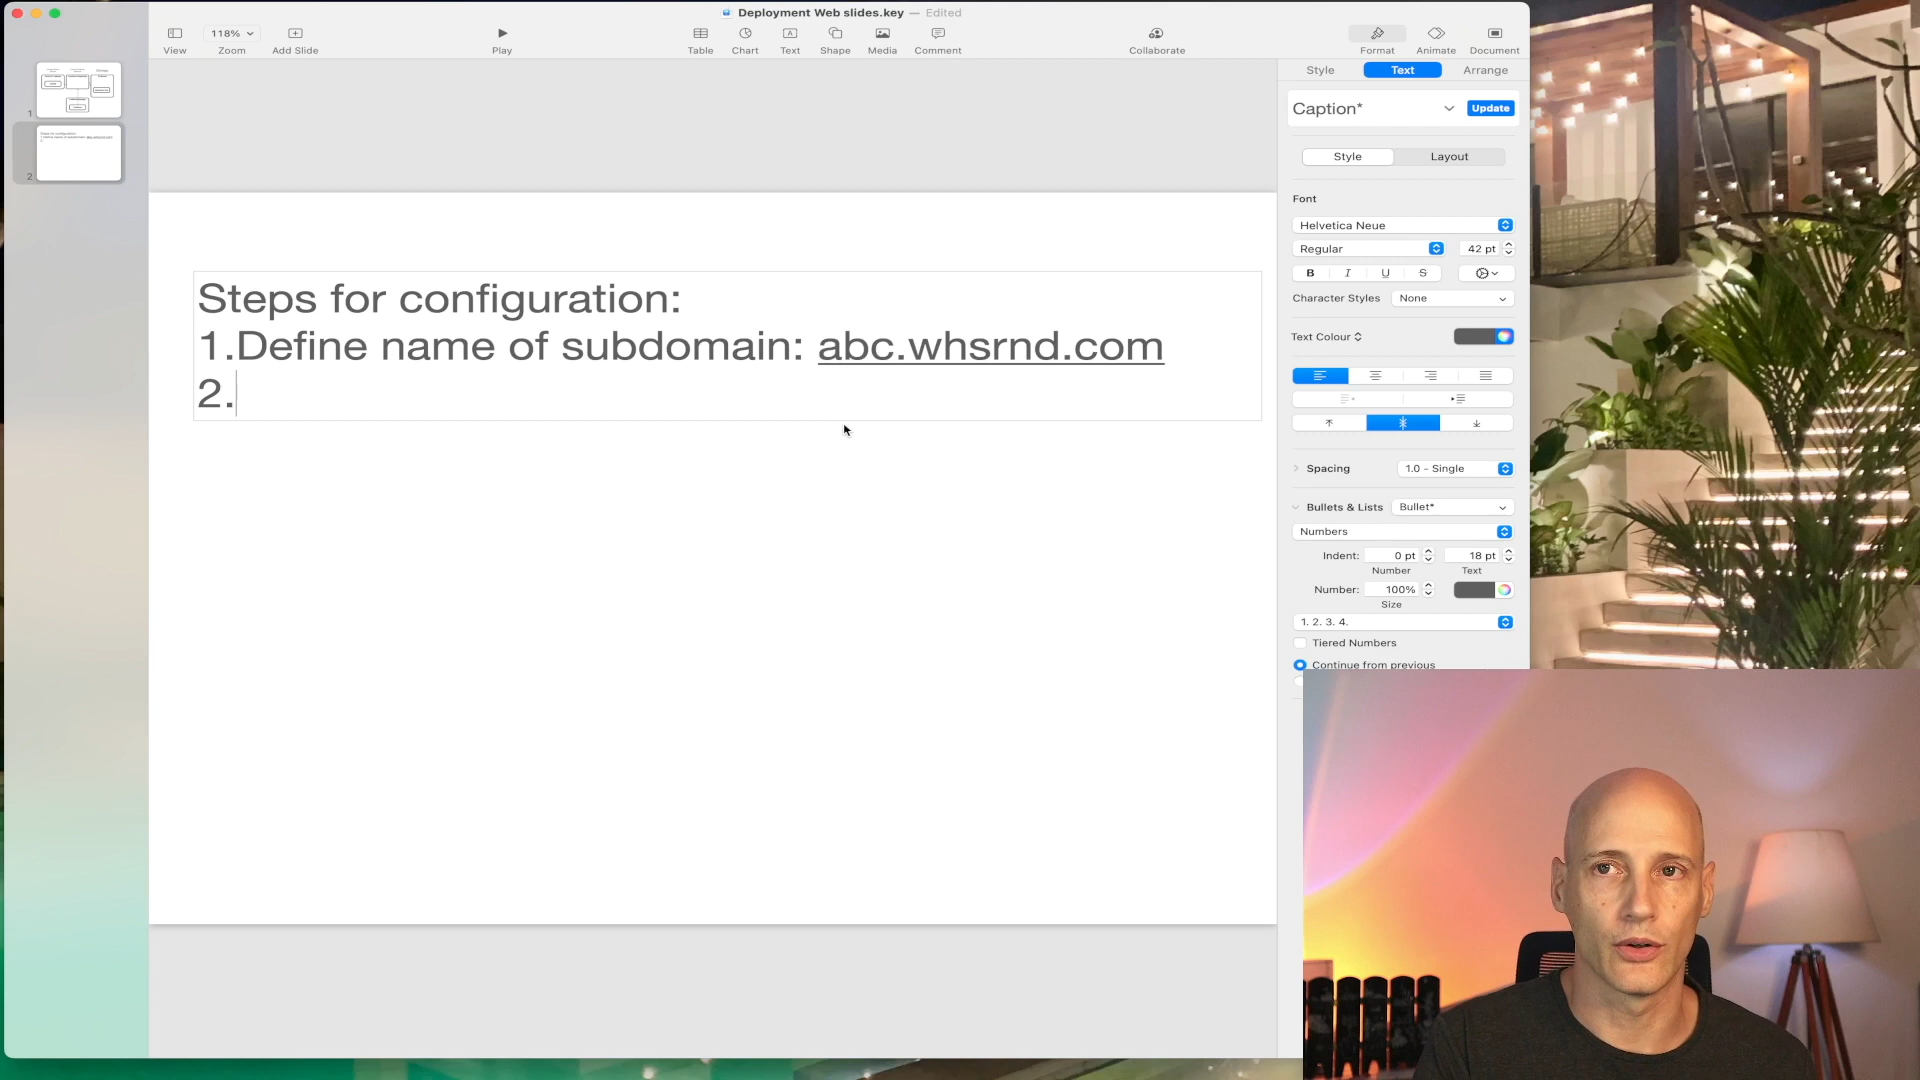 Deployment Web slides.key — Edited
118%
View
Zoom
Add Slide
Play
Table
Chart
Text
Shape
Media
Comment
Collaborate
Format
Animate
Document
Style
Text
Arrange
Caption*
Update
Style
Layout
Font
Helvetica Neue
Regular
42 pt
B I U S
Character Styles
None
Text Colour
Spacing
1.0 - Single
Bullets & Lists
Bullet*
Numbers
Indent:
0 pt
18 pt
Number
Text
Number:
100%
Size
1. 2. 3. 4.
Tiered Numbers
Continue from previous
1
2
Steps for configuration:
1.Define name of subdomain: abc.whsrnd.com
2.